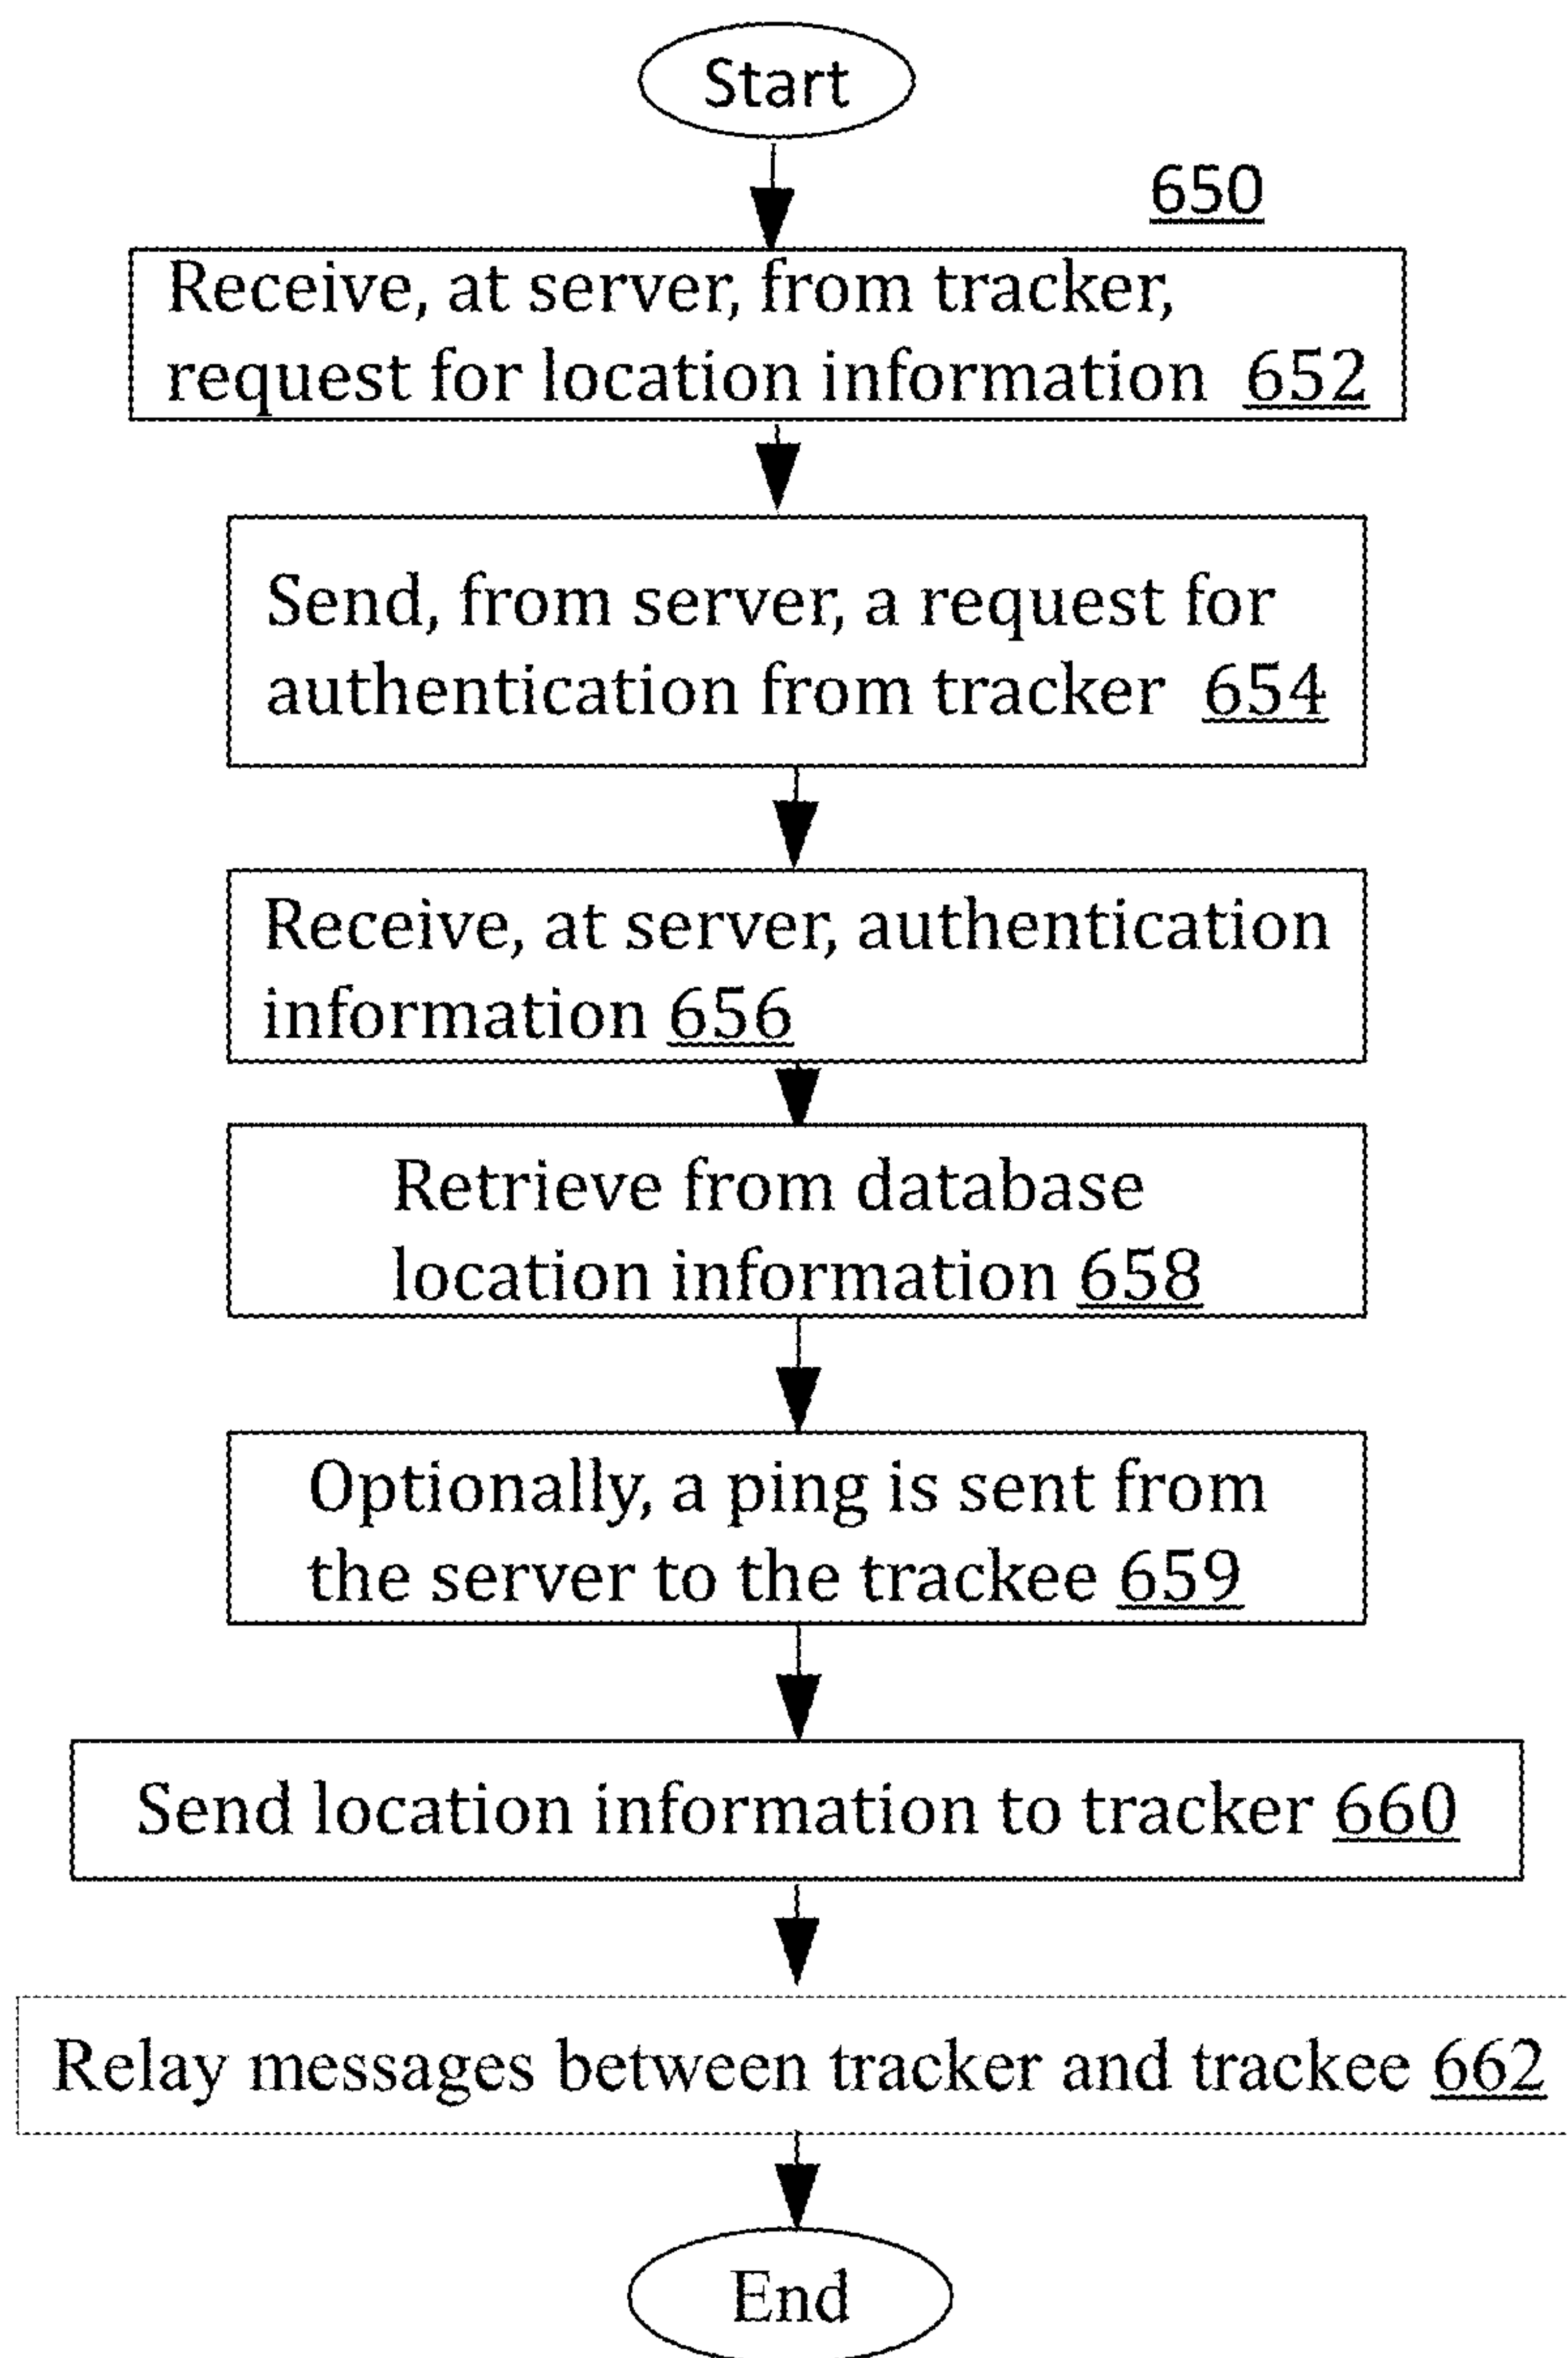 Start
650
Receive, at server, from tracker,
request for location information 652
Send, from server, a request for
authentication from tracker 654
Receive, at server, authentication
information 656
Retrieve from database
location information 658
Optionally, a ping is sent from
the server to the trackee 659
Send location information to tracker 660
Relay messages between tracker and trackee 662
End